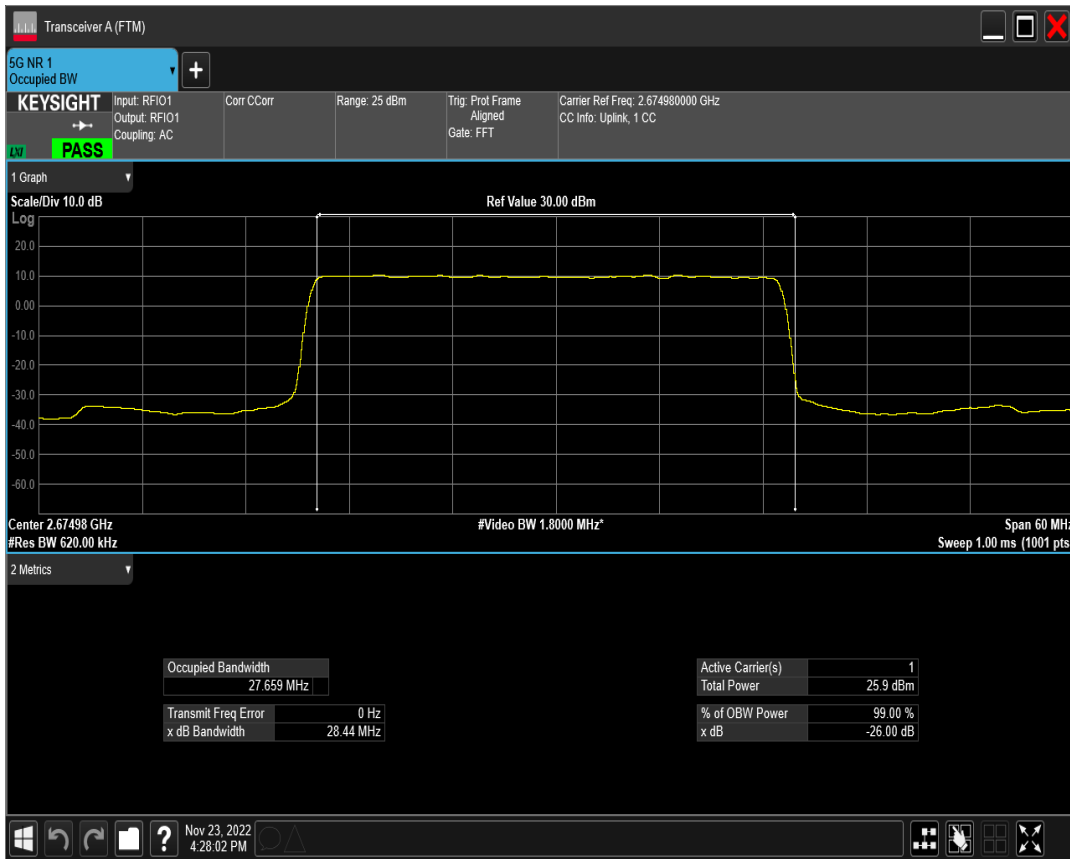 Transceiver A (FTM)
5G NR 1
Occupied BW
+
KEYSIGHT
LXI
PASS
Input: RFIO1
Output: RFIO1
Coupling: AC
Corr CCorr
Range: 25 dBm
Trig: Prot Frame
Aligned
Gate: FFT
Carrier Ref Freq: 2.674980000 GHz
CC Info: Uplink, 1 CC
1 Graph
Scale/Div 10.0 dB
Ref Value 30.00 dBm
Log
20.0
10.0
0.00
-10.0
-20.0
-30.0
-40.0
-50.0
-60.0
Center 2.67498 GHz
#Video BW 1.8000 MHz*
Span 60 MHz
#Res BW 620.00 kHz
Sweep 1.00 ms (1001 pts
2 Metrics
Occupied Bandwidth
27.659 MHz
Transmit Freq Error 0 Hz
x dB Bandwidth 28.44 MHz
Active Carrier(s) 1
Total Power 25.9 dBm
% of OBW Power 99.00 %
x dB -26.00 dB
?
Nov 23, 2022
4:28:02 PM